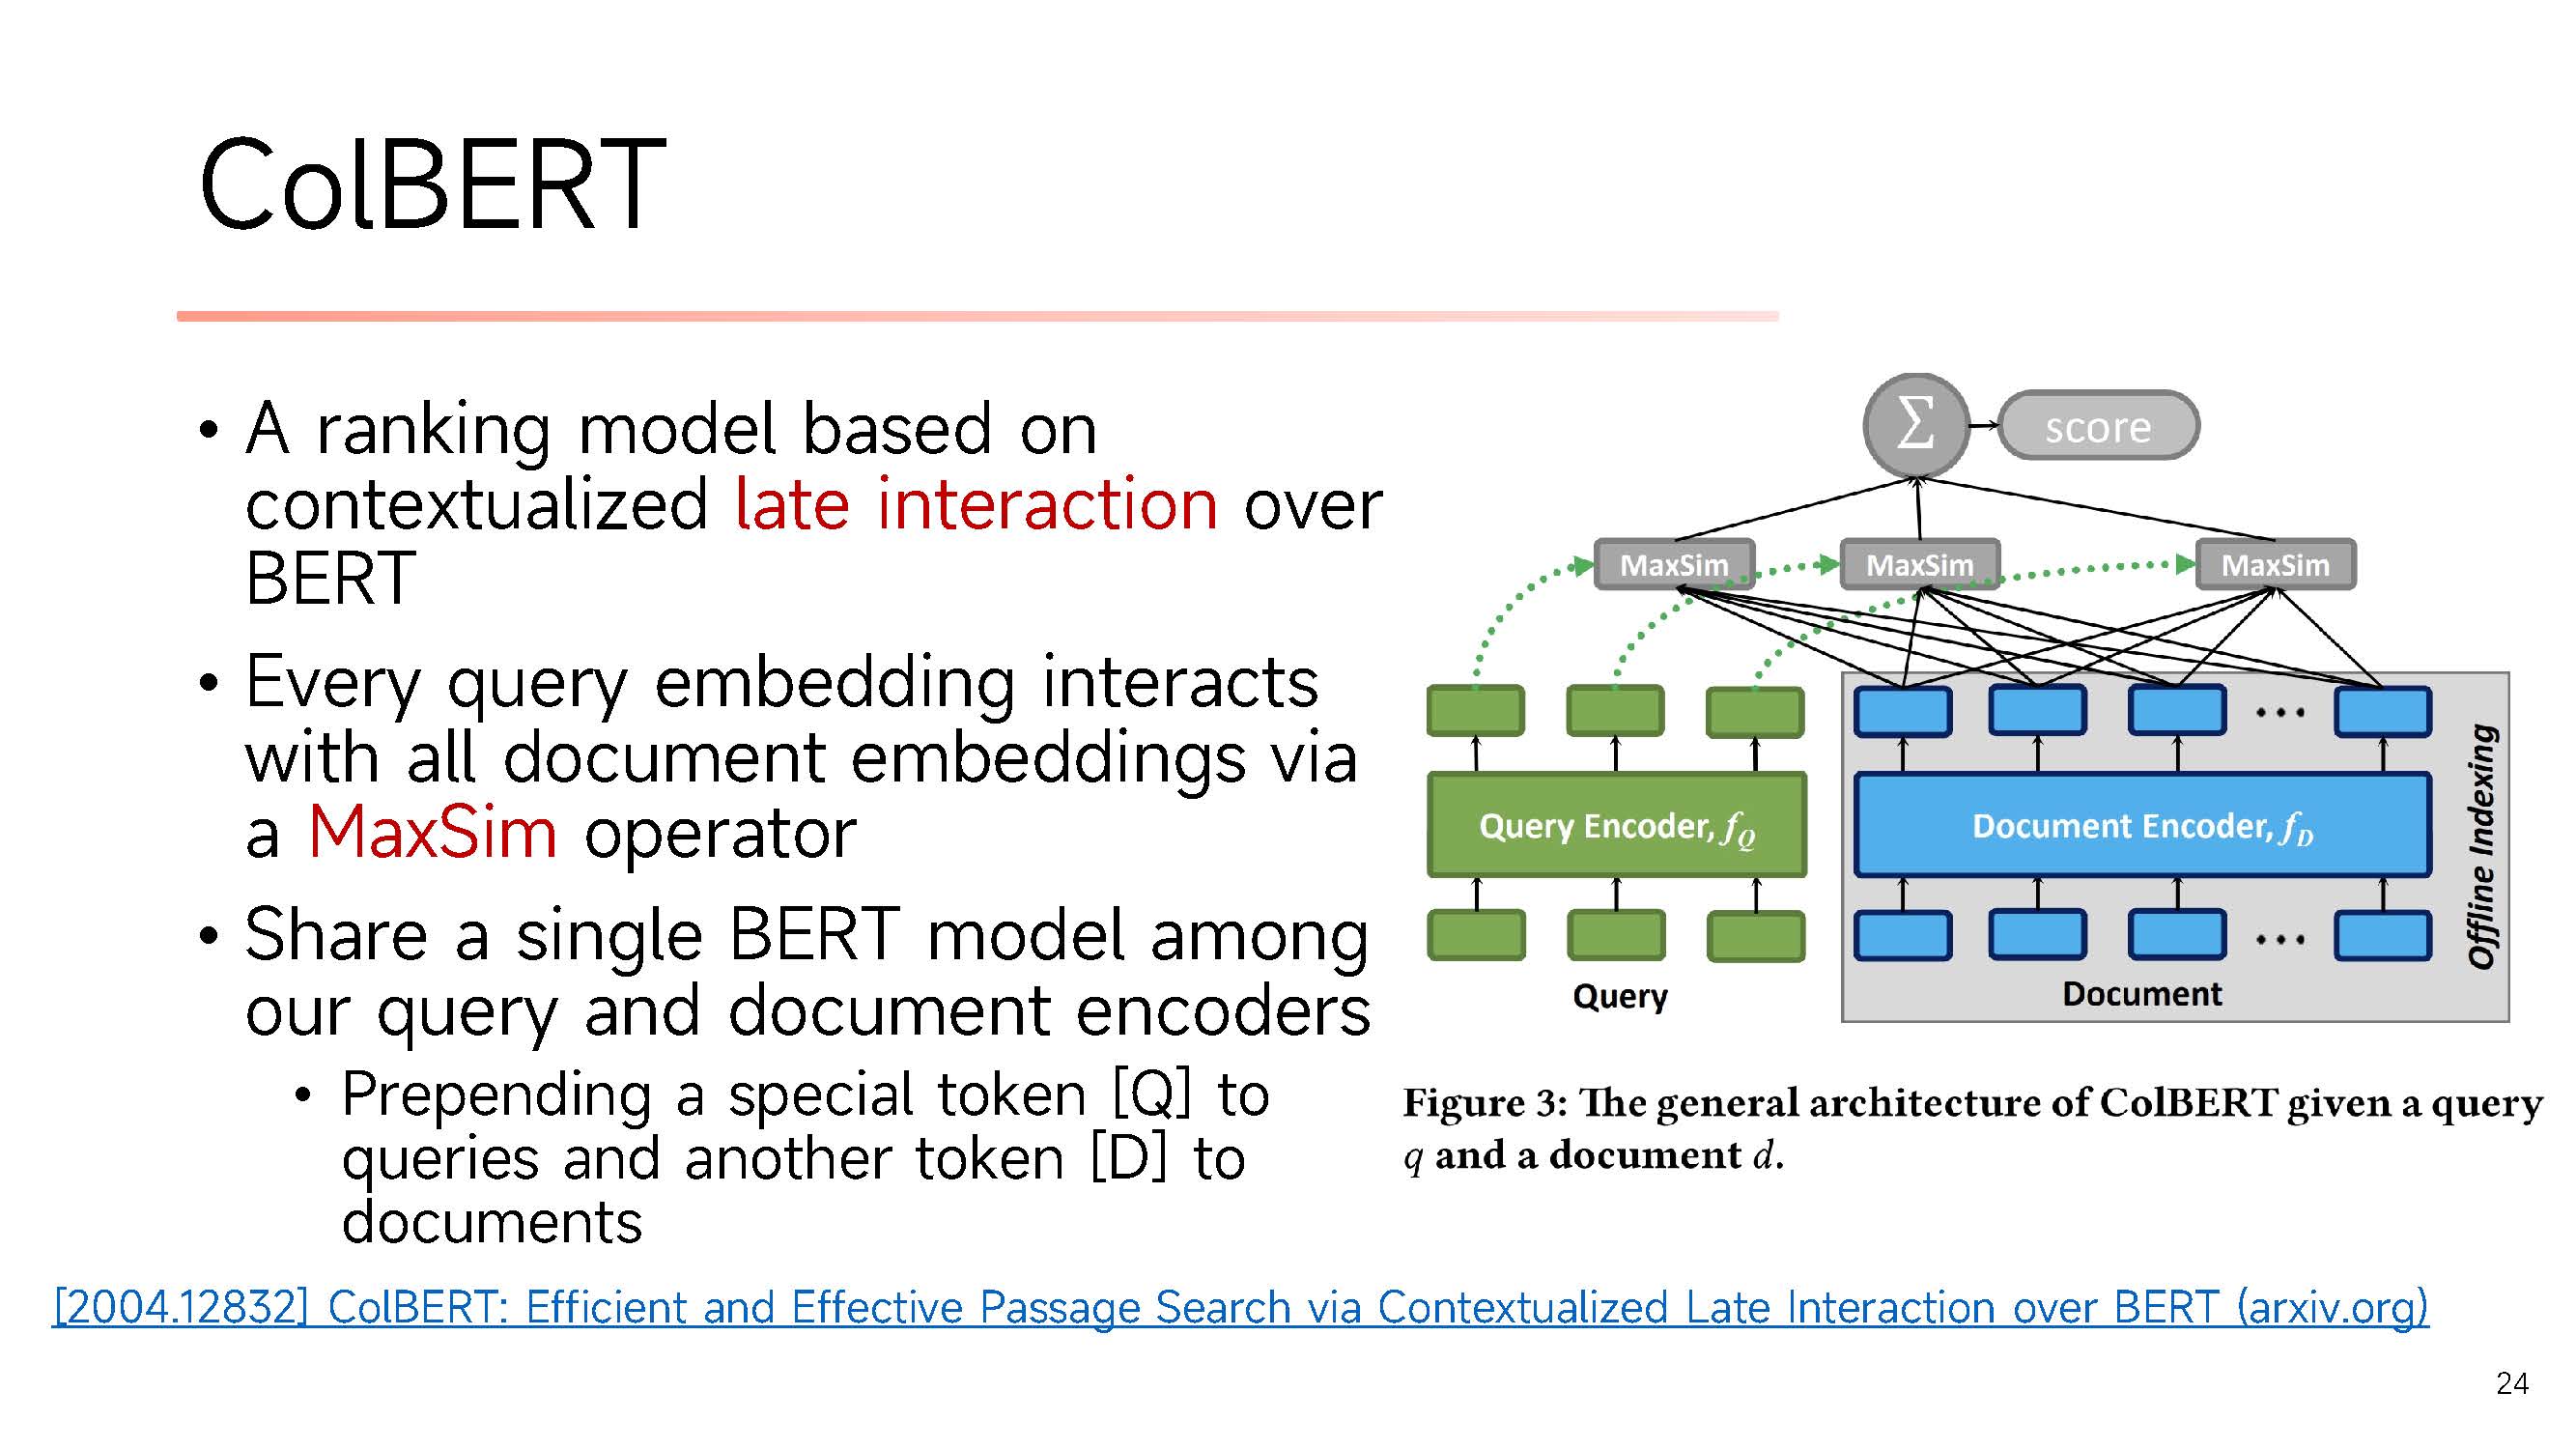 ColBERT
• A ranking model based on
contextualized late interaction over
BERT
• Every query embedding interacts
with all document embeddings via
a MaxSim operator
• Share a single BERT model among
our query and document encoders
• Prepending a special token [Q] to
queries and another token [D] to
documents
Σ score
MaxSim MaxSim MaxSim
Query Encoder, fQ
Document Encoder, fD
Offline Indexing
Query
Document
Figure 3: The general architecture of ColBERT given a query
q and a document d.
[2004.12832] ColBERT: Efficient and Effective Passage Search via Contextualized Late Interaction over BERT (arxiv.org)
24